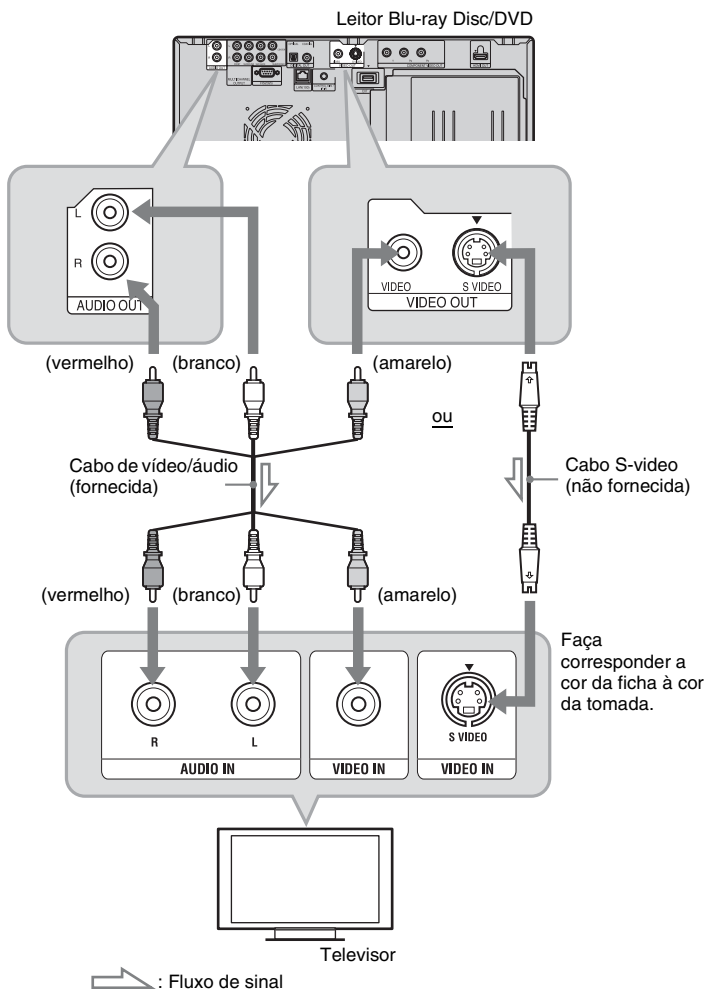 Leitor Blu-ray Disc/DVD
L
R
AUDIO OUT
VIDEO
S VIDEO
VIDEO OUT
(vermelho)
(branco)
(amarelo)
ou
Cabo de vídeo/áudio
(fornecida)
Cabo S-video
(não fornecida)
(vermelho)
(branco)
(amarelo)
Faça
corresponder a
cor da ficha à cor
da tomada.
R
L
S VIDEO
AUDIO IN
VIDEO IN
VIDEO IN
Televisor
: Fluxo de sinal